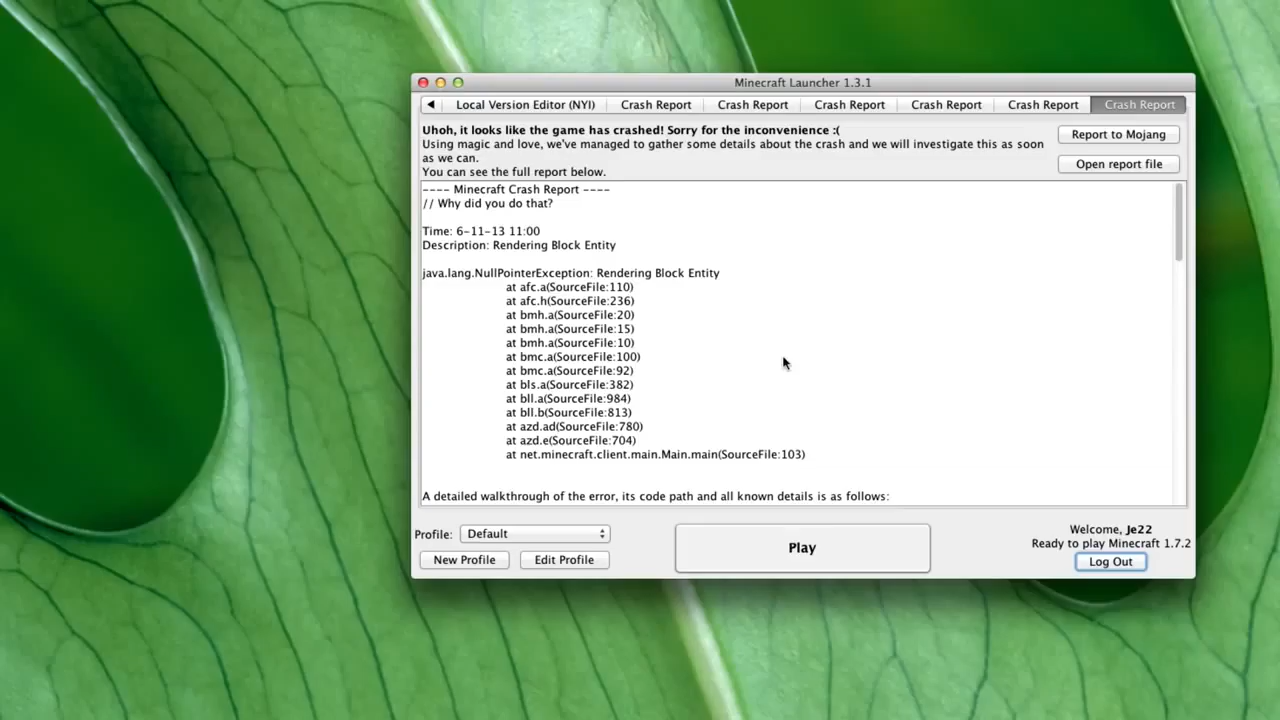 Minecraft Launcher 1.3.1
Local Version Editor (NYI) Crash Report Crash Report Crash Report Crash Report Crash Report Crash Report
Uhoh, it looks like the game has crashed! Sorry for the inconvenience :(
Using magic and love, we've managed to gather some details about the crash and we will investigate this as soon
as we can.
You can see the full report below.
Report to Mojang
Open report file
---- Minecraft Crash Report ----
// Why did you do that?
Time: 6-11-13 11:00
Description: Rendering Block Entity
java.lang.NullPointerException: Rendering Block Entity
at afc.a(SourceFile:110)
at afc.h(SourceFile:236)
at bmh.a(SourceFile:20)
at bmh.a(SourceFile:15)
at bmh.a(SourceFile:10)
at bmc.a(SourceFile:100)
at bmc.a(SourceFile:92)
at bls.a(SourceFile:382)
at bll.a(SourceFile:984)
at bll.b(SourceFile:813)
at azd.ad(SourceFile:780)
at azd.e(SourceFile:704)
at net.minecraft.client.main.Main.main(SourceFile:103)
A detailed walkthrough of the error, its code path and all known details is as follows:
Profile: Default
New Profile Edit Profile
Play
Welcome, Je22
Ready to play Minecraft 1.7.2
Log Out